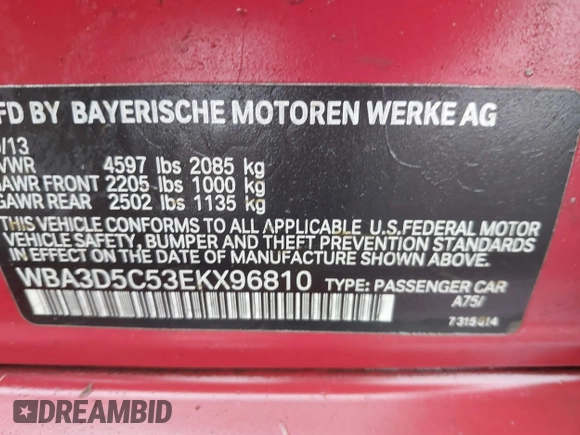 FD BY BAYERISCHE MOTOREN WERKE AG
/13
VWR 4597 lbs 2085 kg
AWR FRONT 2205 lbs 1000 kg
GAWR REAR 2502 lbs 1135 kg
THIS VEHICLE CONFORMS TO ALL APPLICABLE U.S.FEDERAL MOTOR
VEHICLE SAFETY, BUMPER AND THEFT PREVENTION STANDARDS
IN EFFECT ON THE DATE OF MANUFACTURE SHOWN ABOVE.
WBA3D5C53EKX96810 TYPE: PASSENGER CAR
A75/
DREAMBID